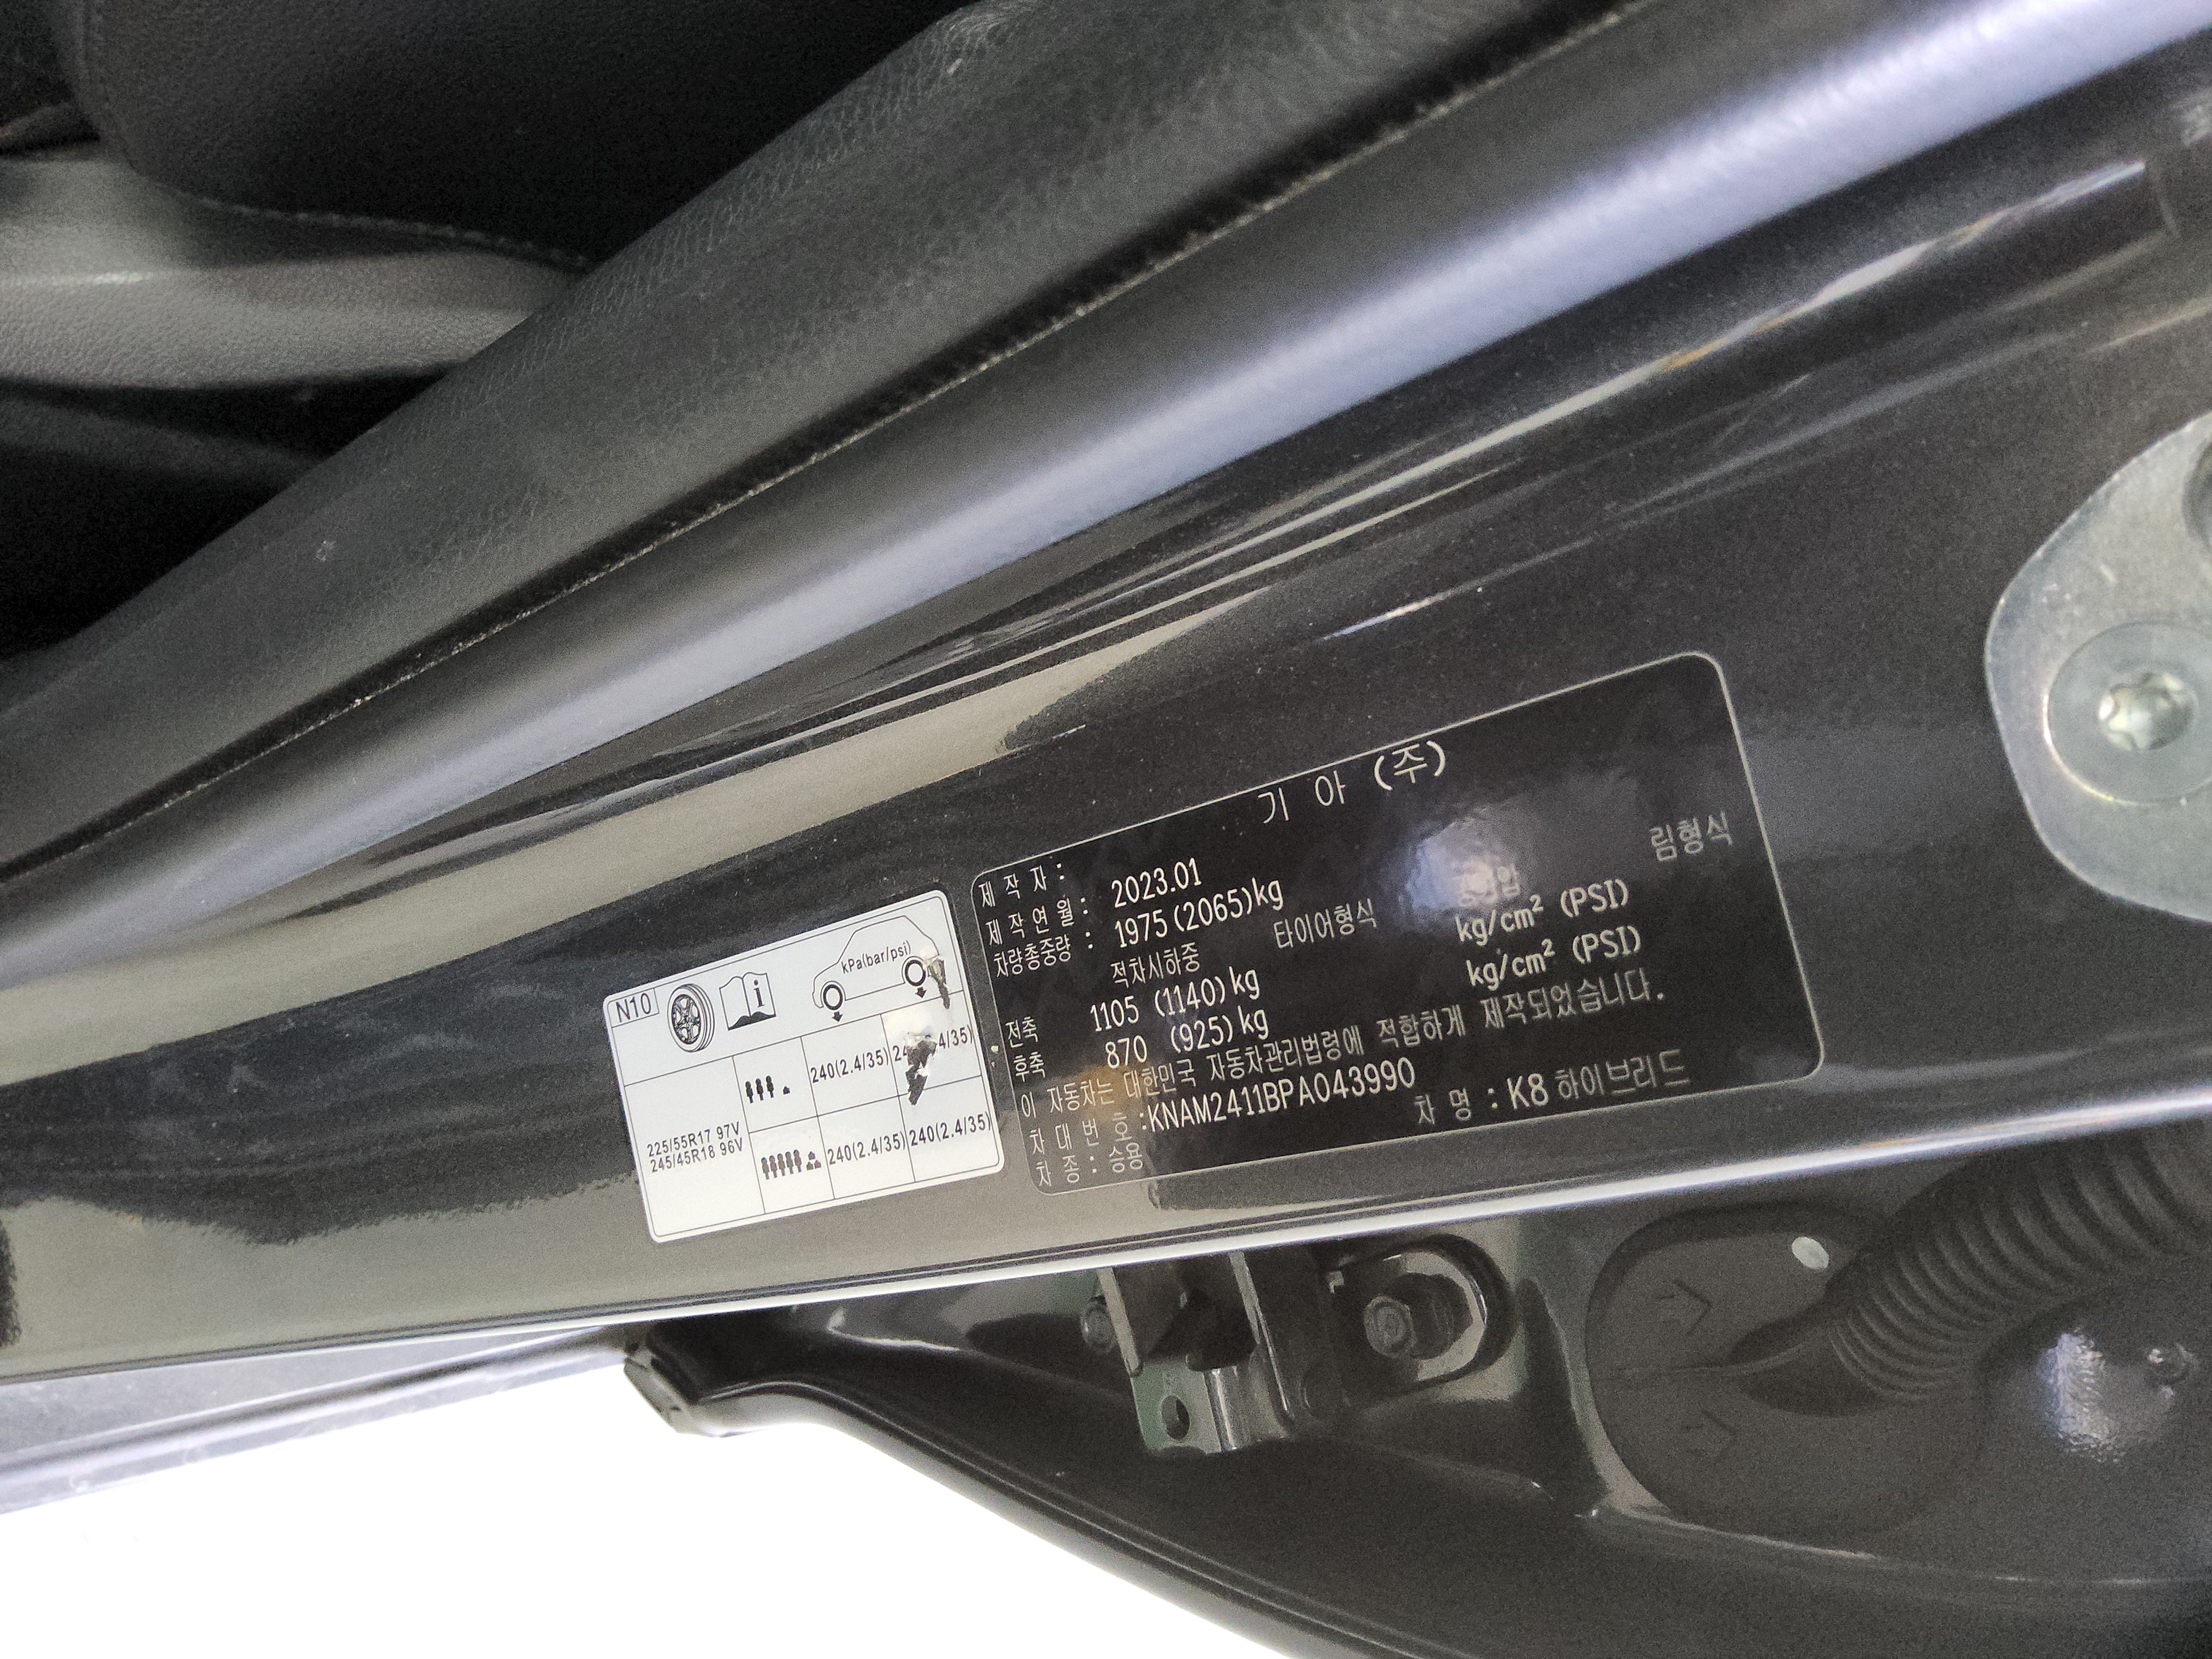 N10
kPa(bar/psi)
225/55R17 97V
245/45R18 96V
240(2.4/35)
240(2.4/35) 240(2.4/35)
제 작 자 : 기 아 (주)
제 작 연 월 : 2023.01
차량총중량 : 1975 (2065)kg
적차시하중 타이어형식 림형식
전축 1105 (1140) kg kg/cm² (PSI)
후축 870 (925) kg kg/cm² (PSI)
이 자동차는 대한민국 자동차관리법령에 적합하게 제작되었습니다.
차 대 번 호 :KNAM2411BPA043990
차 종 : 승용 차 명 : K8 하이브리드